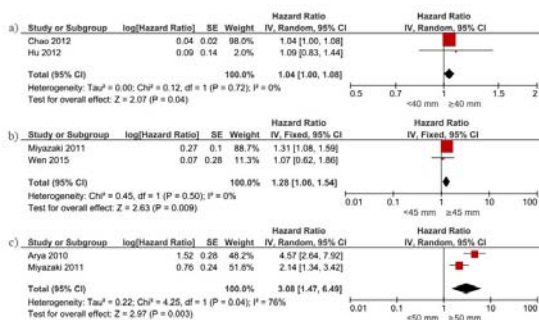 a)
Hazard Ratio Hazard Ratio
Study or Subgroup log[Hazard Ratio] SE Weight IV, Random, 95% CI IV, Random, 95% CI
Chao 2012 0.04 0.02 98.0% 1.04 [1.00, 1.08]
Hu 2012 0.09 0.14 2.0% 1.09 [0.83, 1.44]
Total (95% CI) 100.0% 1.04 [1.00, 1.08]
Heterogeneity: Tau² = 0.00; Chi² = 0.12, df = 1 (P = 0.72); I² = 0%
Test for overall effect: Z = 2.07 (P = 0.04)
0.5 0.7 1 1.5 2
<40 mm ≥40 mm
b)
Hazard Ratio Hazard Ratio
Study or Subgroup log[Hazard Ratio] SE Weight IV, Fixed, 95% CI IV, Fixed, 95% CI
Miyazaki 2011 0.27 0.1 88.7% 1.31 [1.08, 1.59]
Wen 2015 0.07 0.28 11.3% 1.07 [0.62, 1.86]
Total (95% CI) 100.0% 1.28 [1.06, 1.54]
Heterogeneity: Chi² = 0.45, df = 1 (P = 0.50); I² = 0%
Test for overall effect: Z = 2.63 (P = 0.009)
0.01 0.1 1 10 100
<45 mm ≥45 mm
c)
Hazard Ratio Hazard Ratio
Study or Subgroup log[Hazard Ratio] SE Weight IV, Random, 95% CI IV, Random, 95% CI
Arya 2010 1.52 0.28 48.2% 4.57 [2.64, 7.92]
Miyazaki 2011 0.76 0.24 51.8% 2.14 [1.34, 3.42]
Total (95% CI) 100.0% 3.08 [1.47, 6.49]
Heterogeneity: Tau² = 0.22; Chi² = 4.25, df = 1 (P = 0.04); I² = 76%
Test for overall effect: Z = 2.97 (P = 0.003)
0.01 0.1 1 10 100
<50 mm ≥50 mm